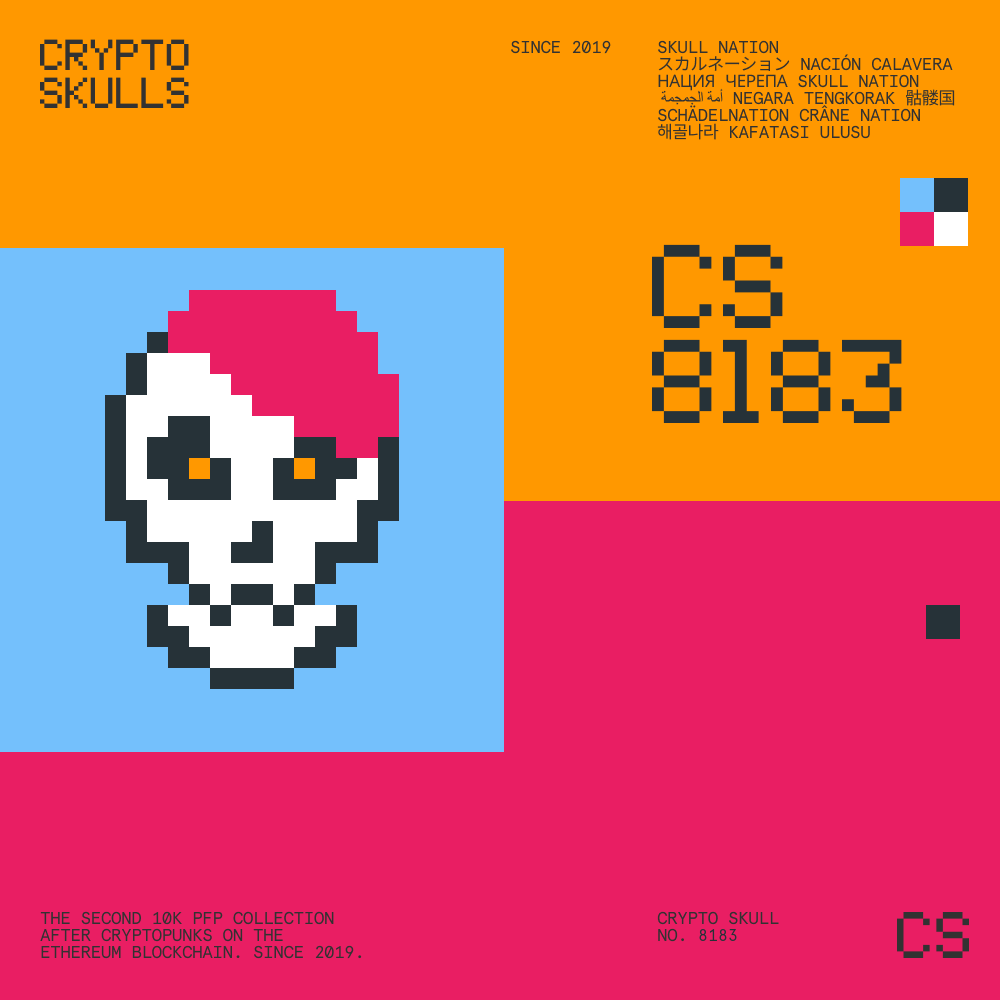 CRYPTO
SKULLS
SINCE 2019
SKULL NATION
スカルネーション NACIÓN CALAVERA
НАЦИЯ ЧЕРЕПА SKULL NATION
أمة الجمجمة NEGARA TENGKORAK 骷髅国
SCHÄDELNATION CRÂNE NATION
해골나라 KAFATASI ULUSU
CS
8183
THE SECOND 10K PFP COLLECTION
AFTER CRYPTOPUNKS ON THE
ETHEREUM BLOCKCHAIN. SINCE 2019.
CRYPTO SKULL
NO. 8183
CS